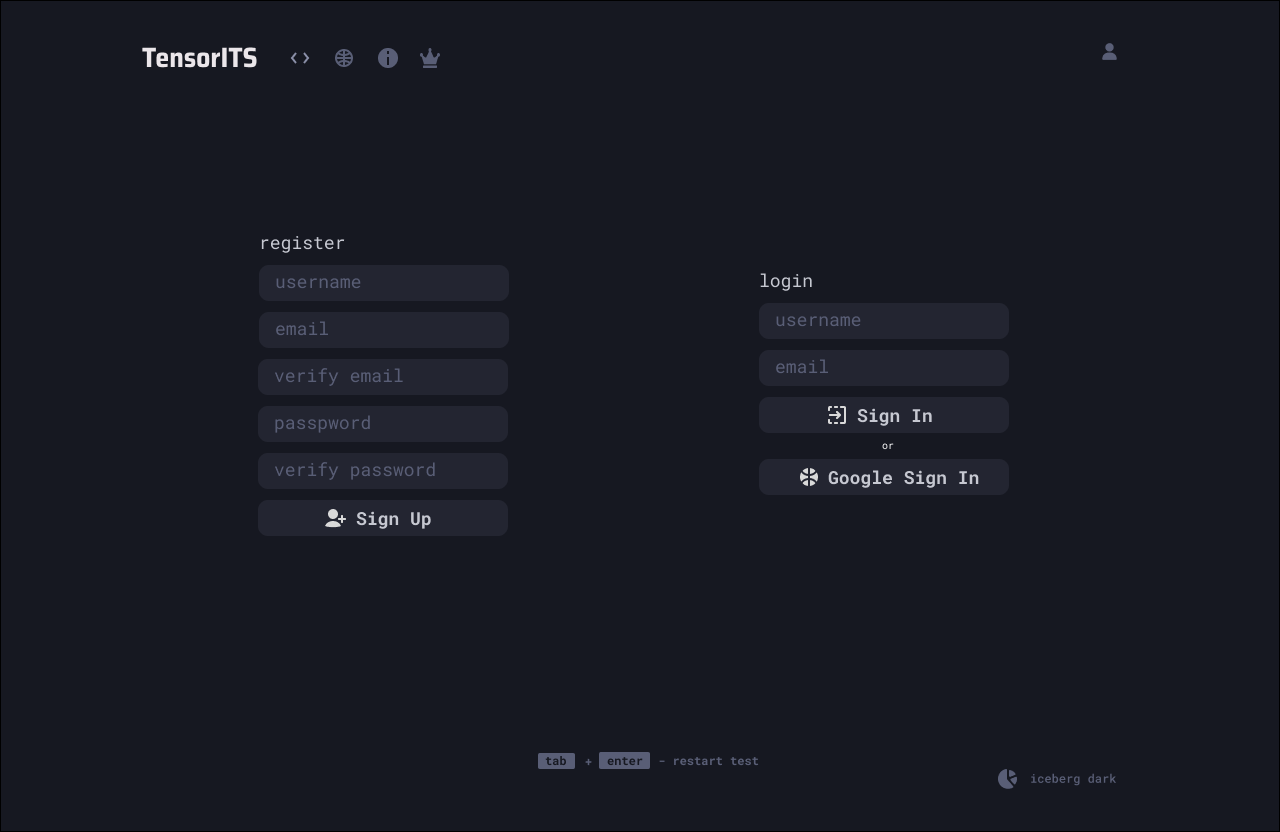 TensorITS
register
username
email
verify email
passpword
verify password
Sign Up
login
username
email
Sign In
or
Google Sign In
tab + enter - restart test
iceberg dark